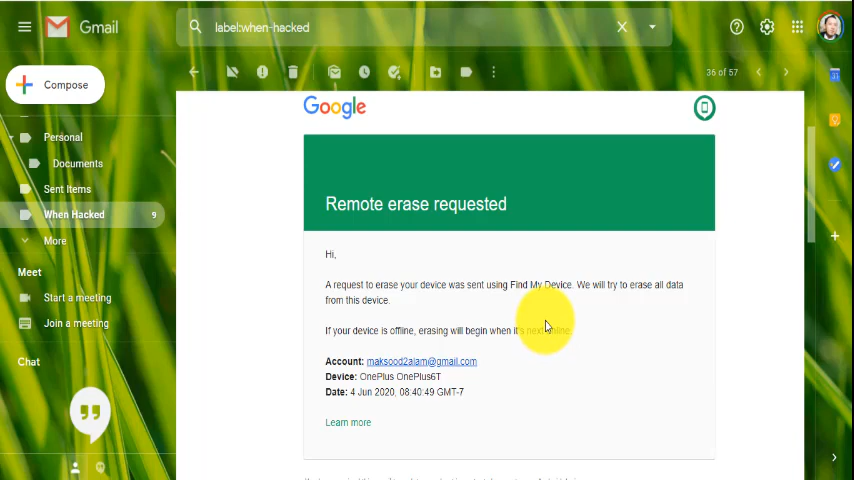 Gmail
label:when-hacked
Compose
36 of 57
31
Personal
Documents
Sent Items
When Hacked 9
More
Meet
Start a meeting
Join a meeting
Chat
Google
Remote erase requested
Hi,
A request to erase your device was sent using Find My Device. We will try to erase all data
from this device.
If your device is offline, erasing will begin when it's next online.
Account: maksood2alam@gmail.com
Device: OnePlus OnePlus6T
Date: 4 Jun 2020, 08:40:49 GMT-7
Learn more